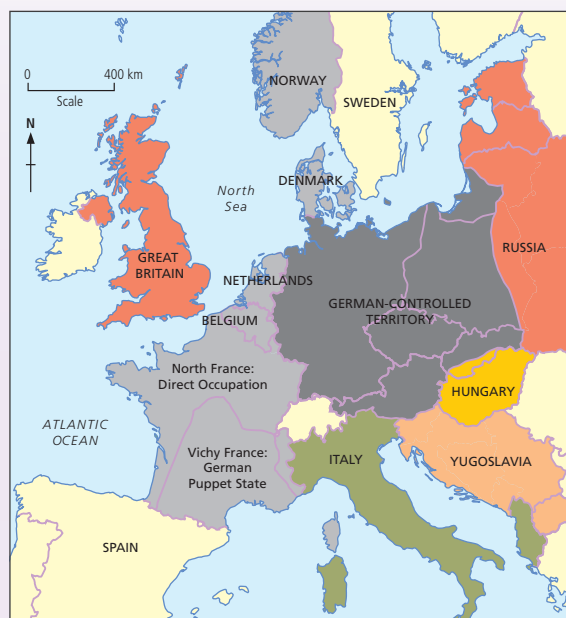 0 400 km
Scale
N
NORWAY
SWEDEN
North
Sea
DENMARK
RUSSIA
GREAT
BRITAIN
NETHERLANDS
GERMAN-CONTROLLED
TERRITORY
BELGIUM
North France:
Direct Occupation
HUNGARY
ATLANTIC
OCEAN
Vichy France:
German
Puppet State
ITALY
YUGOSLAVIA
SPAIN